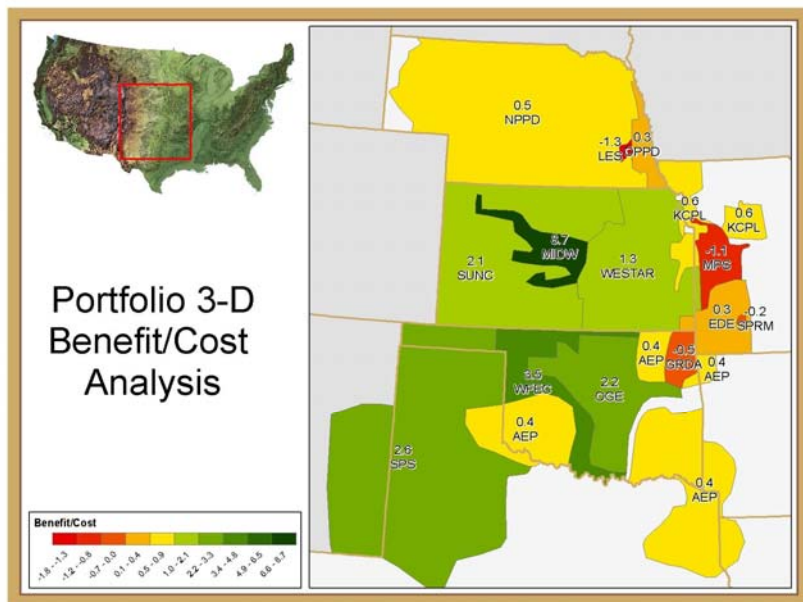 Portfolio 3-D
Benefit/Cost
Analysis
0.5
NPPD
-1.3
LES
0.3
OPPD
0.6
KCPL
0.6
KCPL
-1.1
MPS
2.1
SUNC
8.7
MIDW
1.3
WESTAR
0.3
EDE
-0.2
SPRM
0.4
AEP
-0.5
GRDA
0.4
AEP
3.5
WFEC
2.2
OGE
0.4
AEP
2.6
SPS
0.4
AEP
Benefit/Cost
-1.8 - -1.3
-1.2 - -0.8
-0.7 - 0.0
0.1 - 0.4
0.5 - 0.9
1.0 - 2.1
2.2 - 3.3
3.4 - 4.8
4.9 - 6.5
6.6 - 8.7